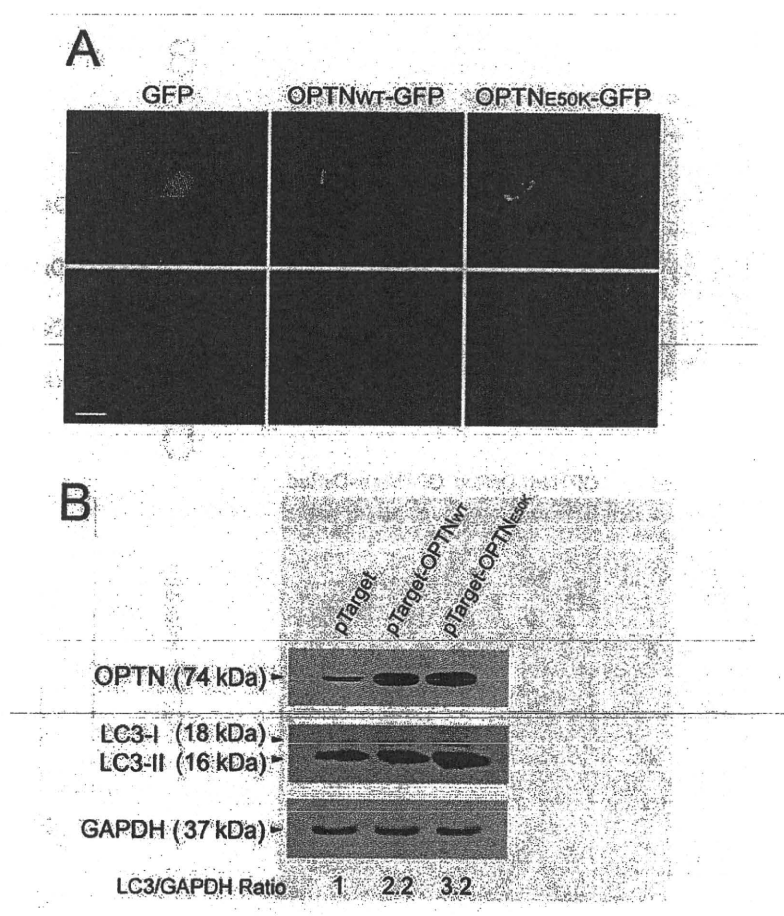 A
GFP OPTNWT-GFP OPTNE50K-GFP
B
pTarget pTarget-OPTNWT pTarget-OPTNE50K
OPTN (74 kDa)
LC3-I (18 kDa)
LC3-II (16 kDa)
GAPDH (37 kDa)
LC3/GAPDH Ratio 1 2.2 3.2